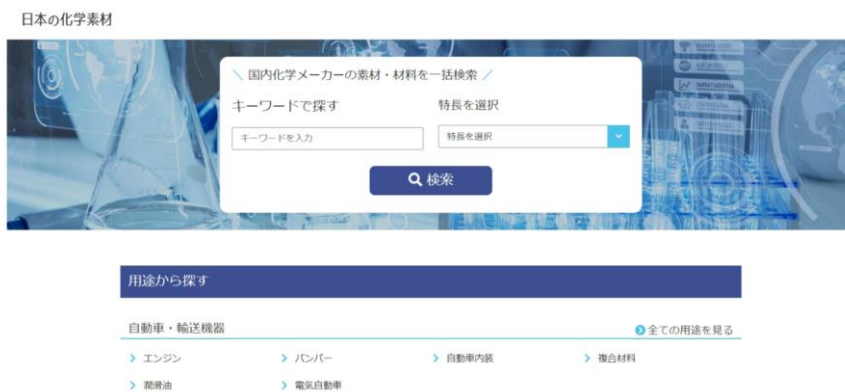 日本の化学素材
＼ 国内化学メーカーの素材・材料を一括検索 ／
キーワードで探す
特長を選択
キーワードを入力
特長を選択
検索
用途から探す
自動車・輸送機器
全ての用途を見る
エンジン
バンパー
自動車内装
複合材料
潤滑油
電気自動車